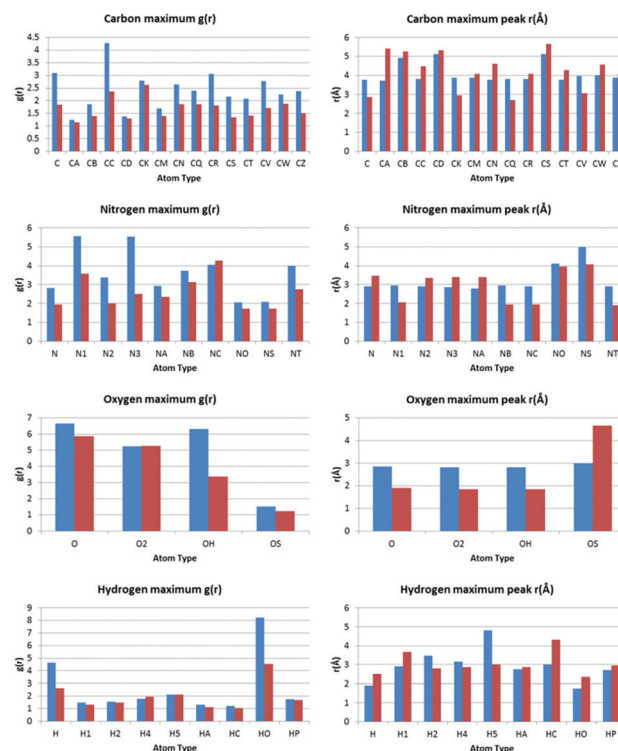 Carbon maximum g(r)
4.5
4
3.5
3
2.5
2
1.5
1
0.5
0
g(r)
C CA CB CC CD CK CM CN CQ CR CS CT CV CW CZ
Atom Type
Carbon maximum peak r(Å)
6
5
4
3
2
1
0
r(Å)
C CA CB CC CD CK CM CN CQ CR CS CT CV CW
Atom Type
Nitrogen maximum g(r)
6
5
4
3
2
1
0
g(r)
N N1 N2 N3 NA NB NC NO NS NT
Atom Type
Nitrogen maximum peak r(Å)
6
5
4
3
2
1
0
r(Å)
N N1 N2 N3 NA NB NC NO NS NT
Atom Type
Oxygen maximum g(r)
7
6
5
4
3
2
1
0
g(r)
O O2 OH OS
Atom Type
Oxygen maximum peak r(Å)
5
4
3
2
1
0
r(Å)
O O2 OH OS
Atom Type
Hydrogen maximum g(r)
9
8
7
6
5
4
3
2
1
0
g(r)
H H1 H2 H4 H5 HA HC HO HP
Atom Type
Hydrogen maximum peak r(Å)
6
5
4
3
2
1
0
r(Å)
H H1 H2 H4 H5 HA HC HO HP
Atom Type